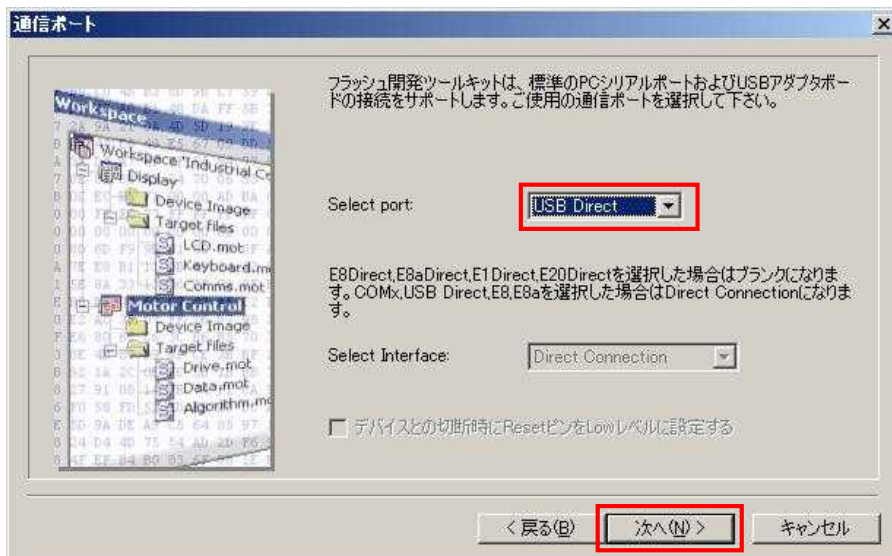 通信ポート
フラッシュ開発ツールキットは、標準のPCシリアルポートおよびUSBアダプタボー
ドの接続をサポートします。ご使用の通信ポートを選択して下さい。
Workspace
Workspace 'Industrial Co
Display
Device Image
Target files
LCD.mot
Keyboard.m
Comms.mot
Motor Control
Device Image
Target files
Drive.mot
Data.mot
Algorithm.mo
Select port:
USB Direct
E8Direct,E8aDirect,E1Direct,E20Directを選択した場合はブランクになりま
す。COMx,USB Direct,E8,E8aを選択した場合はDirect Connectionになりま
す。
Select Interface:
Direct Connection
デバイスとの切断時にResetピンをLowレベルに設定する
< 戻る(B)
次へ(N) >
キャンセル